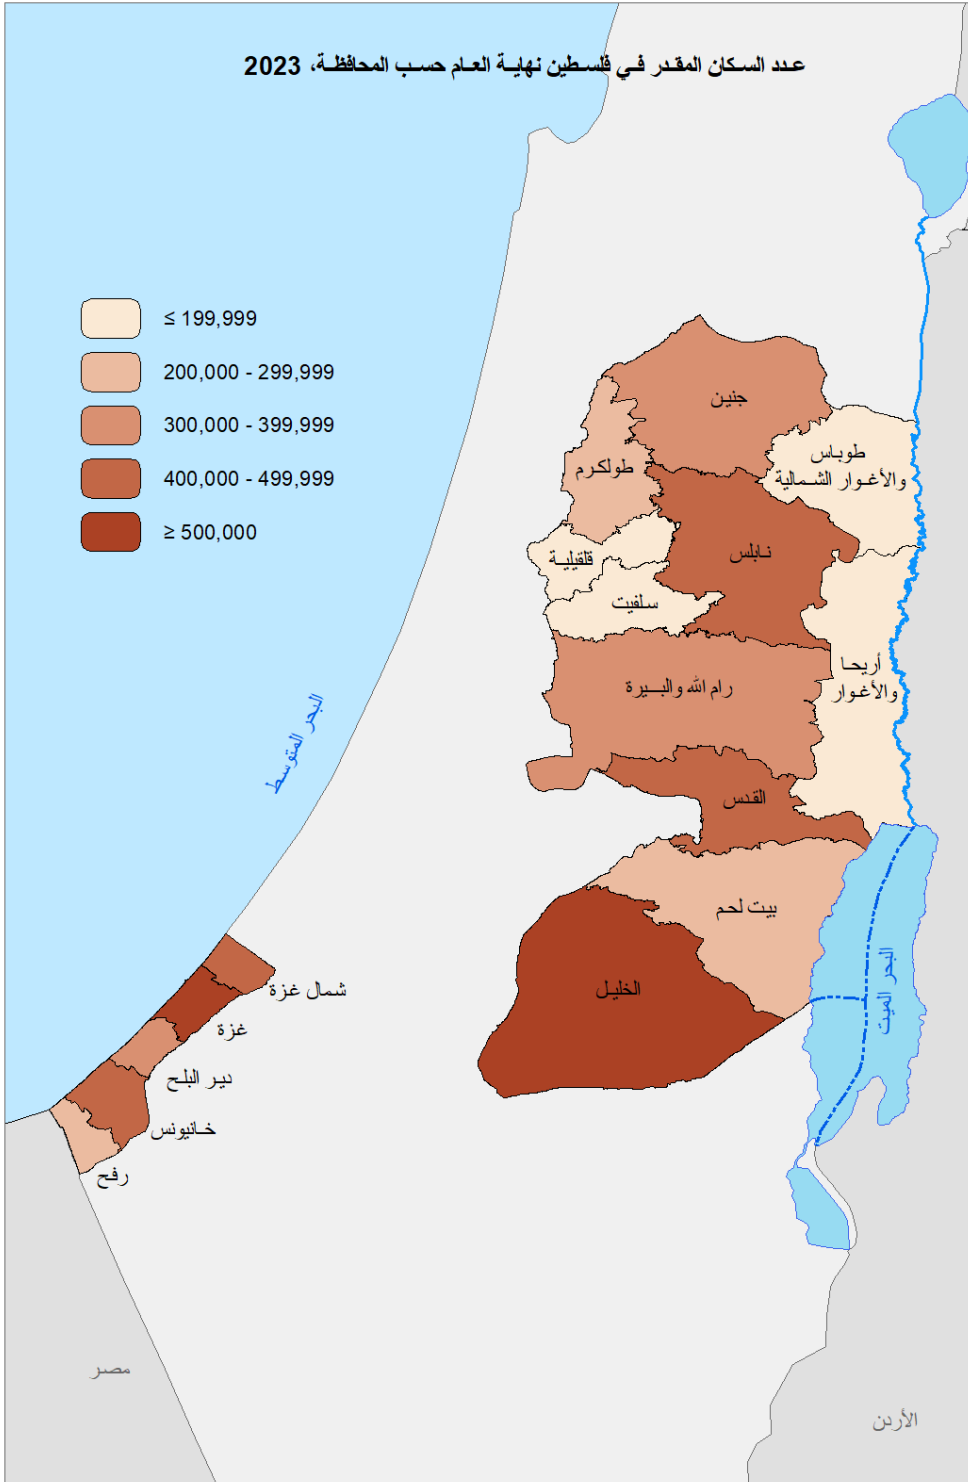 عدد السكان المقدر في فلسطين نهاية العام حسب المحافظة، 2023
≤ 199,999
200,000 - 299,999
300,000 - 399,999
400,000 - 499,999
≥ 500,000
جنين
طوباس
والأغوار الشمالية
طولكرم
قلقيلية
نابلس
سلفيت
أريحا
والأغوار
رام الله والبيرة
القدس
بيت لحم
الخليل
البحر المتوسط
البحر الميت
شمال غزة
غزة
دير البلح
خانيونس
رفح
مصر
الأردن